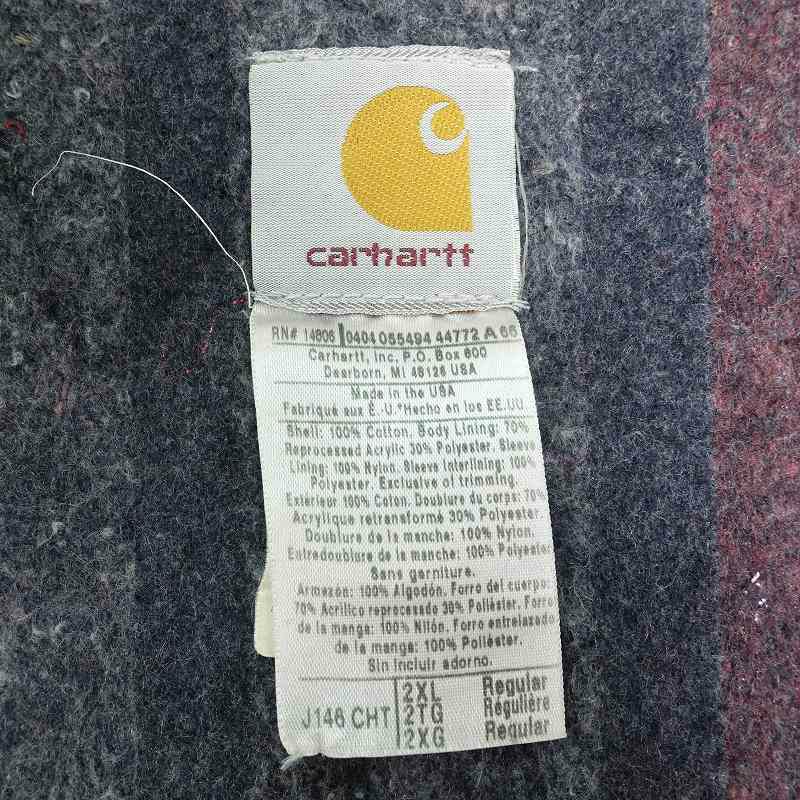 carhartt
RN# 14806 0404 055494 44772 A 65
Carhartt, Inc. P.O. Box 600
Dearborn, MI 48126 USA
Made in the USA
Fabriqué aux É.-U.*Hecho en los EE.UU.
Shell: 100% Cotton. Body Lining: 70%
Reprocessed Acrylic 30% Polyester. Sleeve
Lining: 100% Nylon. Sleeve Interlining: 100%
Polyester. Exclusive of trimming.
Extérieur 100% Coton. Doublure du corps: 70%
Acrylique retransformé 30% Polyester.
Doublure de la manche: 100% Nylon.
Entredoublure de la manche: 100% Polyester.
Sans garniture.
Armazón: 100% Algodón. Forro del cuerpo:
70% Acrílico reprocesado 30% Poliéster. Forro
de la manga: 100% Nilón. Forro entrelazado
de la manga: 100% Poliéster.
Sin incluir adorno.
J146 CHT 2XL Regular
2TG Régulière
2XG Regular